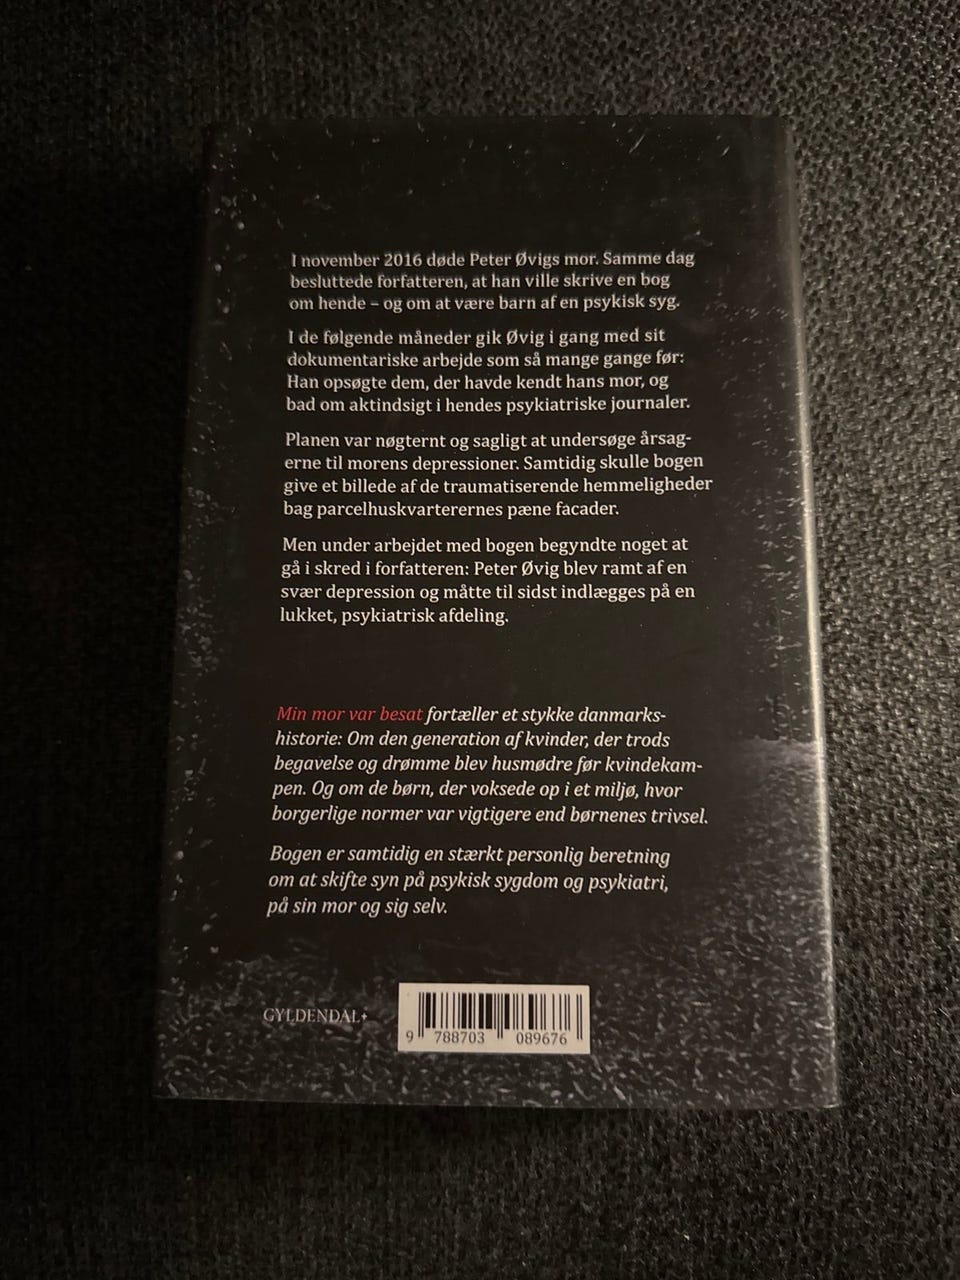 I november 2016 døde Peter Øvigs mor. Samme dag
besluttede forfatteren, at han ville skrive en bog
om hende – og om at være barn af en psykisk syg.
I de følgende måneder gik Øvig i gang med sit
dokumentariske arbejde som så mange gange før:
Han opsøgte dem, der havde kendt hans mor, og
bad om aktindsigt i hendes psykiatriske journaler.
Planen var nøgternt og sagligt at undersøge årsag-
erne til morens depressioner. Samtidig skulle bogen
give et billede af de traumatiserende hemmeligheder
bag parcelhuskvarterernes pæne facader.
Men under arbejdet med bogen begyndte noget at
gå i skred i forfatteren: Peter Øvig blev ramt af en
svær depression og måtte til sidst indlægges på en
lukket, psykiatrisk afdeling.
Min mor var besat fortæller et stykke danmarks-
historie: Om den generation af kvinder, der trods
begavelse og drømme blev husmødre før kvindekam-
pen. Og om de børn, der voksede op i et miljø, hvor
borgerlige normer var vigtigere end børnenes trivsel.
Bogen er samtidig en stærkt personlig beretning
om at skifte syn på psykisk sygdom og psykiatri,
på sin mor og sig selv.
GYLDENDAL+
9 788703 089676